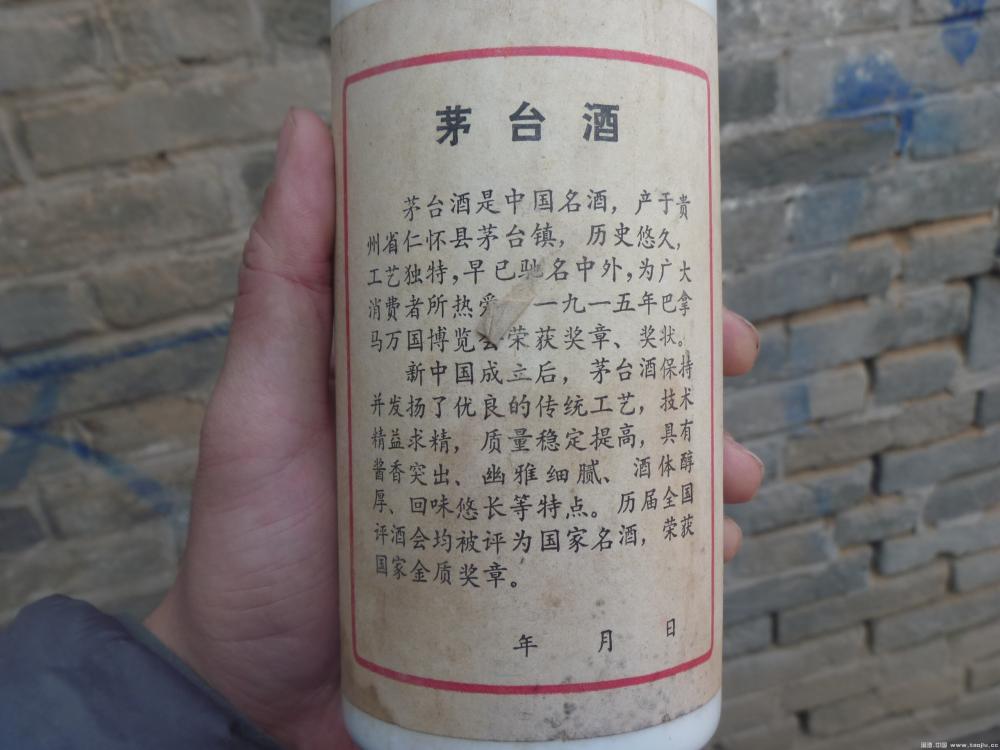 茅台酒
茅台酒是中国名酒，产于贵
州省仁怀县茅台镇，历史悠久，
工艺独特，早已驰名中外，为广大
消费者所热爱 一九一五年巴拿
马万国博览会荣获奖章、奖状。
新中国成立后，茅台酒保持
并发扬了优良的传统工艺，技术
精益求精，质量稳定提高，具有
酱香突出、幽雅细腻、酒体醇
厚、回味悠长等特点。历届全国
评酒会均被评为国家名酒，荣获
国家金质奖章。
年 月 日
www.taojiu.cc